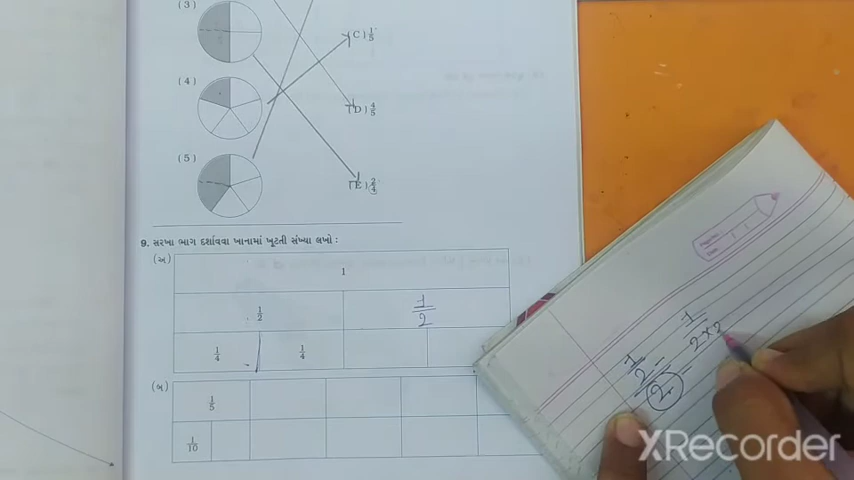 (3)
C) 1/5
(4)
D) 4/5
(5)
E) 2/4
9. સરખા ભાગ દર્શાવવા ખાનામાં ખૂટતી સંખ્યા લખો :
(અ)
1
1/2 1/2
1/4 1/4
(બ)
1/5
1/10
1/2
2
1
2×2
XRecorder